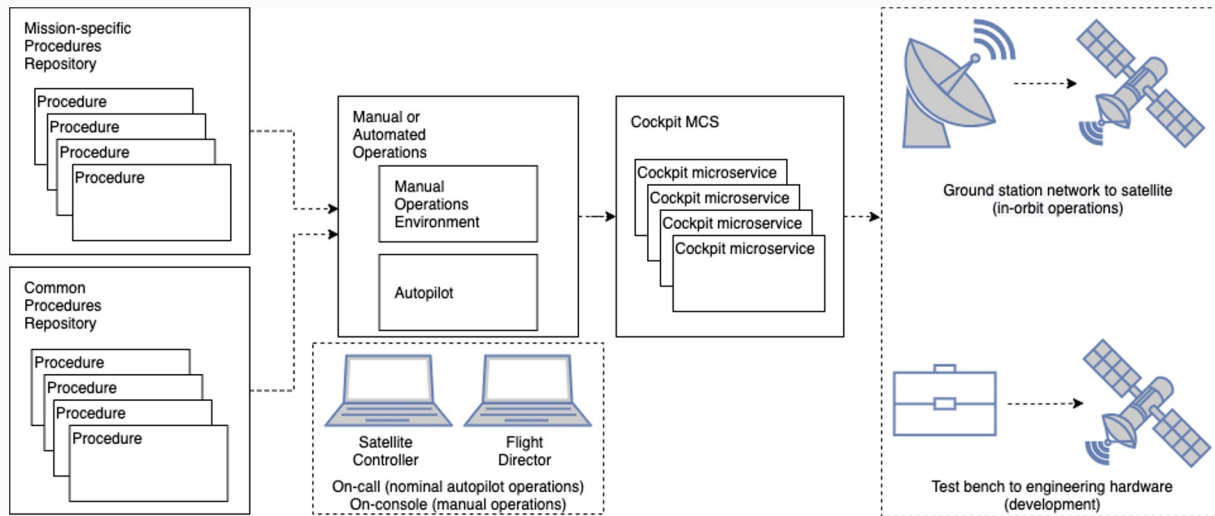 Mission-specific
Procedures
Repository
Procedure
Procedure
Procedure
Procedure
Common
Procedures
Repository
Procedure
Procedure
Procedure
Procedure
Manual or
Automated
Operations
Manual
Operations
Environment
Autopilot
Satellite
Controller
Flight
Director
On-call (nominal autopilot operations)
On-console (manual operations)
Cockpit MCS
Cockpit microservice
Cockpit microservice
Cockpit microservice
Cockpit microservice
Ground station network to satellite
(in-orbit operations)
Test bench to engineering hardware
(development)